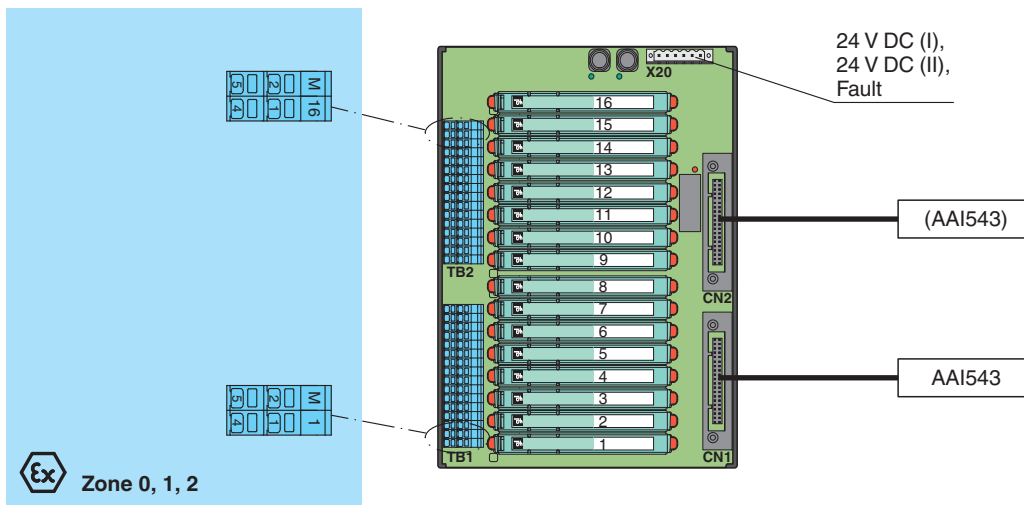 24 V DC (I),
24 V DC (II),
Fault
X20
5 2 M
4 1 16
16
15
14
13
12
11
10
9
TB2
8
7
6
5
4
3
2
1
TB1
CN2
CN1
(AAI543)
AAI543
5 2 M
4 1 1
Ex
Zone 0, 1, 2